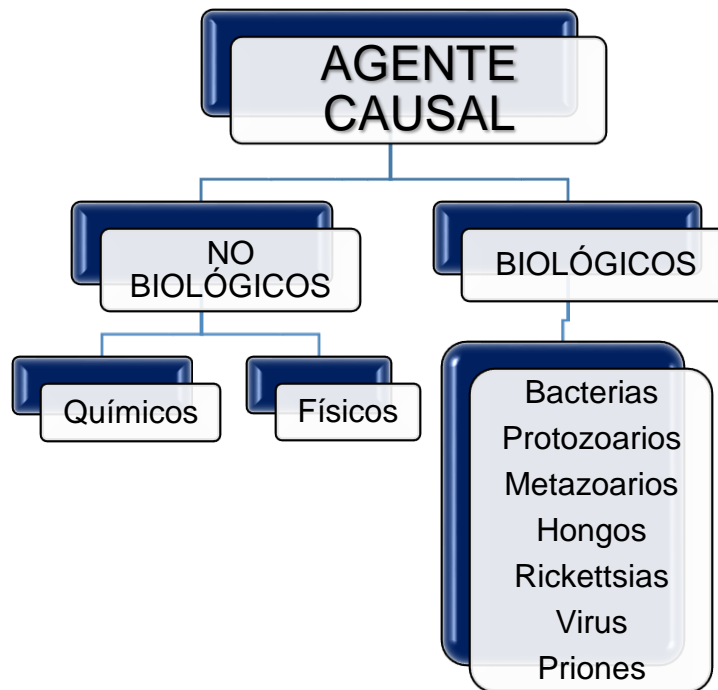 AGENTE
CAUSAL
NO
BIOLÓGICOS
BIOLÓGICOS
Químicos
Físicos
Bacterias
Protozoarios
Metazoarios
Hongos
Rickettsias
Virus
Priones